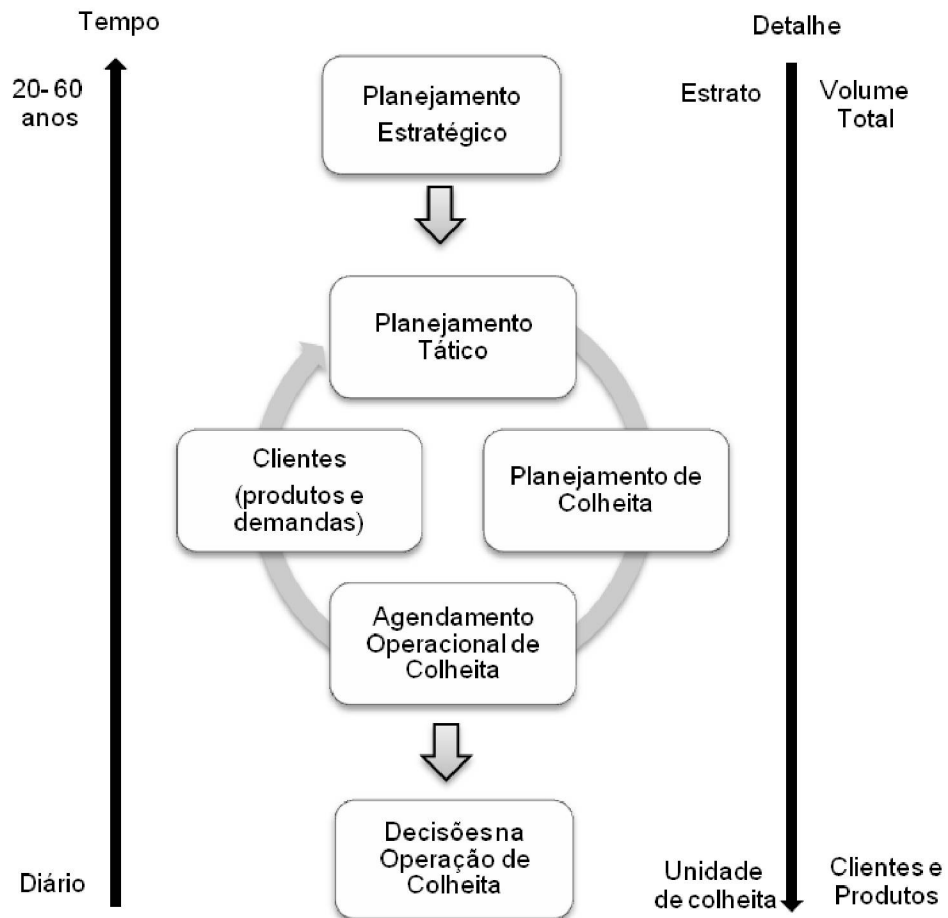 Tempo
Detalhe
20- 60
anos
Planejamento
Estratégico
Estrato
Volume
Total
Planejamento
Tático
Clientes
(produtos e
demandas)
Planejamento de
Colheita
Agendamento
Operacional de
Colheita
Decisões na
Operação de
Colheita
Diário
Unidade
de colheita
Clientes e
Produtos